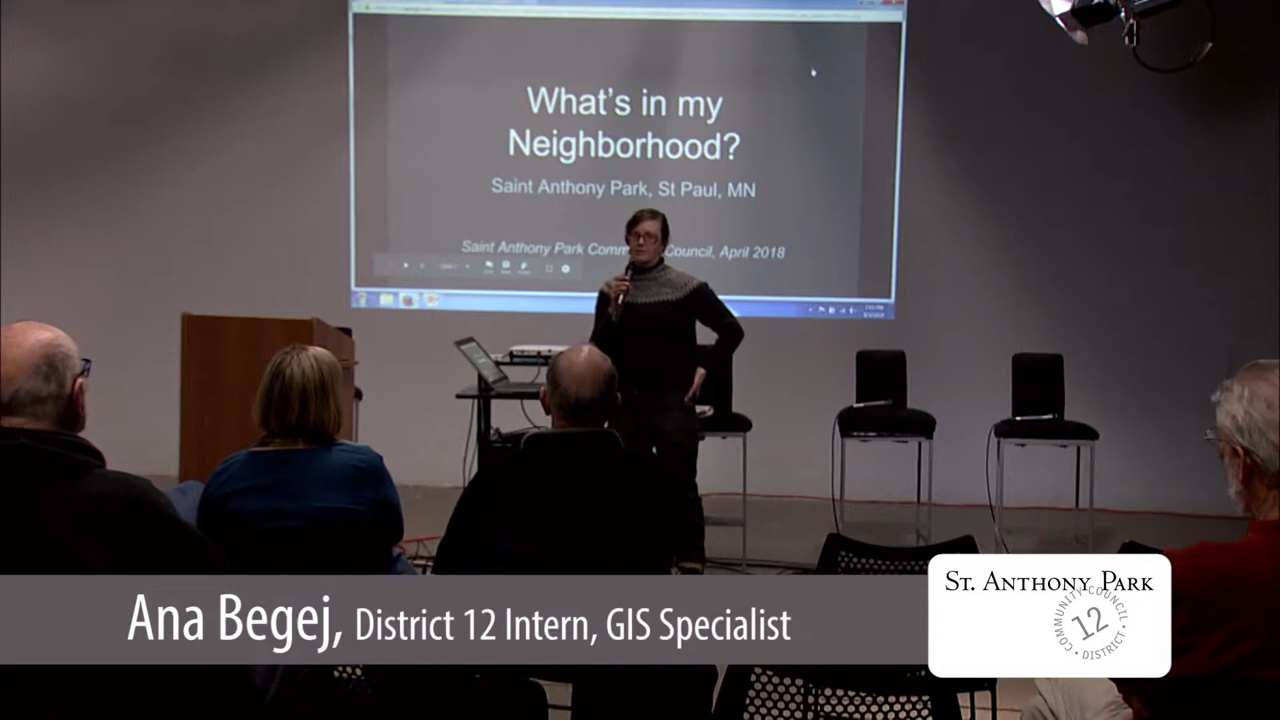 What's in my
Neighborhood?
Saint Anthony Park, St Paul, MN
Saint Anthony Park Comm Council, April 2018
Ana Begej, District 12 Intern, GIS Specialist
ST. ANTHONY PARK
COMMUNITY COUNCIL
12
• DISTRICT •